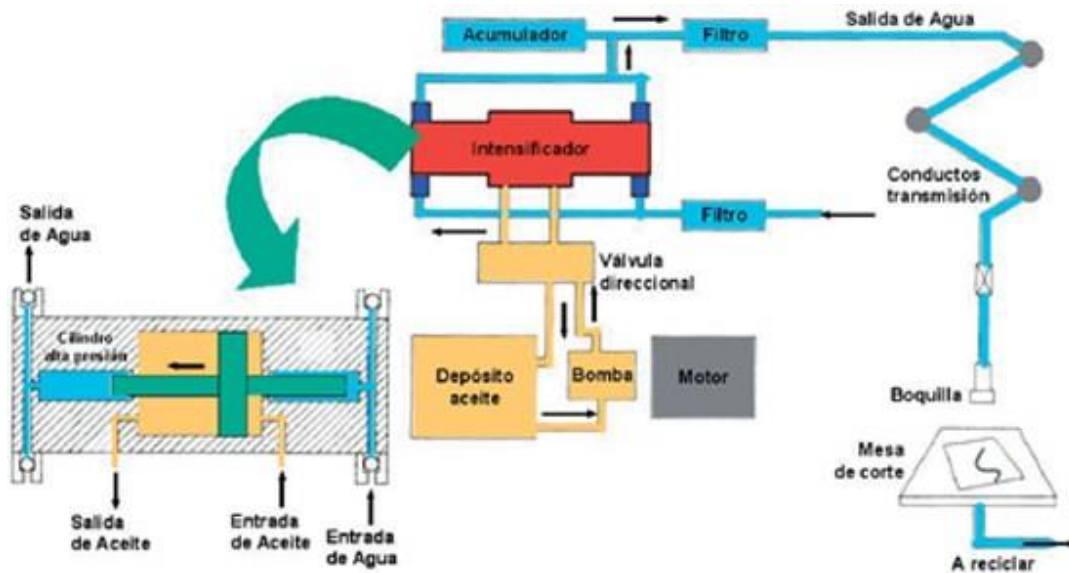 Acumulador
Filtro
Salida de Agua
Intensificador
Conductos
transmisión
Filtro
Salida
de Agua
Válvula
direccional
Cilindro
alta presión
Depósito
aceite
Bomba
Motor
Boquilla
Mesa
de corte
Salida
de Aceite
Entrada
de Aceite
Entrada
de Agua
A reciclar